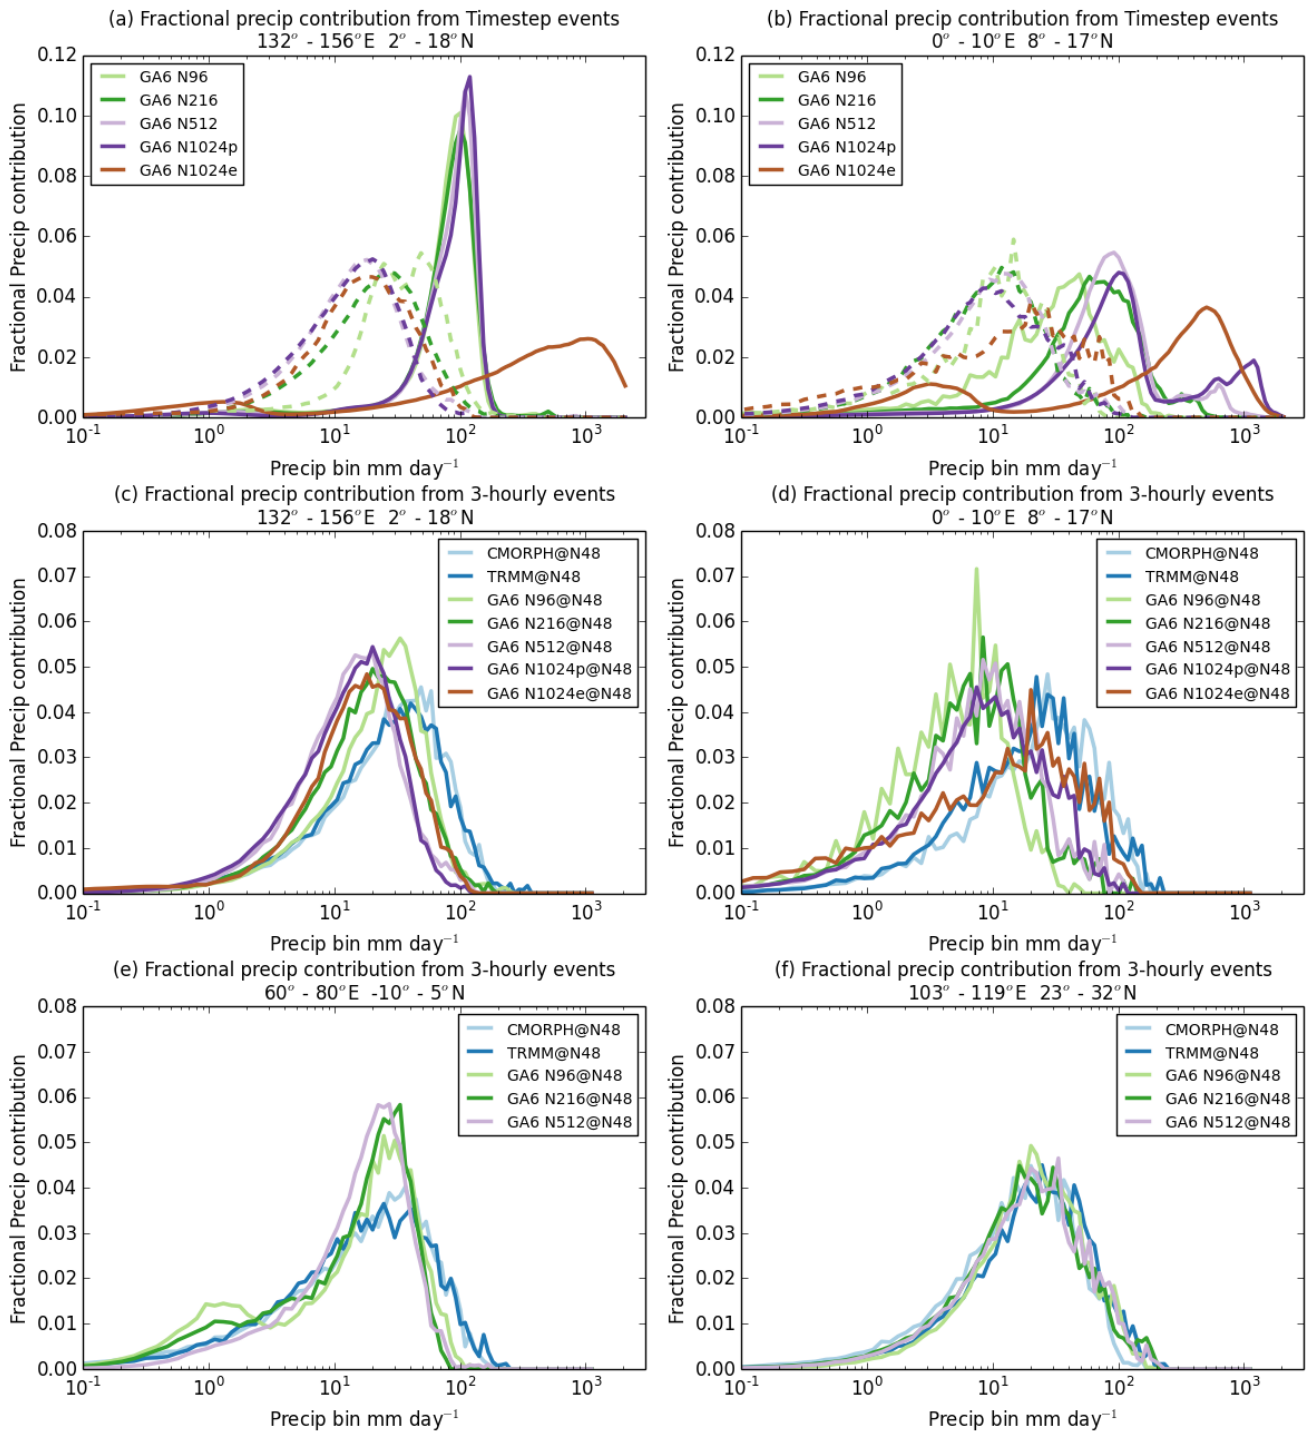 (a) Fractional precip contribution from Timestep events
132° - 156°E 2° - 18°N
0.12
0.10
0.08
0.06
0.04
0.02
0.00
Fractional Precip contribution
GA6 N96
GA6 N216
GA6 N512
GA6 N1024p
GA6 N1024e
10⁻¹ 10⁰ 10¹ 10² 10³
Precip bin mm day⁻¹
(b) Fractional precip contribution from Timestep events
0° - 10°E 8° - 17°N
0.12
0.10
0.08
0.06
0.04
0.02
0.00
Fractional Precip contribution
GA6 N96
GA6 N216
GA6 N512
GA6 N1024p
GA6 N1024e
10⁻¹ 10⁰ 10¹ 10² 10³
Precip bin mm day⁻¹
(c) Fractional precip contribution from 3-hourly events
132° - 156°E 2° - 18°N
0.08
0.07
0.06
0.05
0.04
0.03
0.02
0.01
0.00
Fractional Precip contribution
CMORPH@N48
TRMM@N48
GA6 N96@N48
GA6 N216@N48
GA6 N512@N48
GA6 N1024p@N48
GA6 N1024e@N48
10⁻¹ 10⁰ 10¹ 10² 10³
Precip bin mm day⁻¹
(d) Fractional precip contribution from 3-hourly events
0° - 10°E 8° - 17°N
0.08
0.07
0.06
0.05
0.04
0.03
0.02
0.01
0.00
Fractional Precip contribution
CMORPH@N48
TRMM@N48
GA6 N96@N48
GA6 N216@N48
GA6 N512@N48
GA6 N1024p@N48
GA6 N1024e@N48
10⁻¹ 10⁰ 10¹ 10² 10³
Precip bin mm day⁻¹
(e) Fractional precip contribution from 3-hourly events
60° - 80°E -10° - 5°N
0.08
0.07
0.06
0.05
0.04
0.03
0.02
0.01
0.00
Fractional Precip contribution
CMORPH@N48
TRMM@N48
GA6 N96@N48
GA6 N216@N48
GA6 N512@N48
10⁻¹ 10⁰ 10¹ 10² 10³
Precip bin mm day⁻¹
(f) Fractional precip contribution from 3-hourly events
103° - 119°E 23° - 32°N
0.08
0.07
0.06
0.05
0.04
0.03
0.02
0.01
0.00
Fractional Precip contribution
CMORPH@N48
TRMM@N48
GA6 N96@N48
GA6 N216@N48
GA6 N512@N48
10⁻¹ 10⁰ 10¹ 10² 10³
Precip bin mm day⁻¹